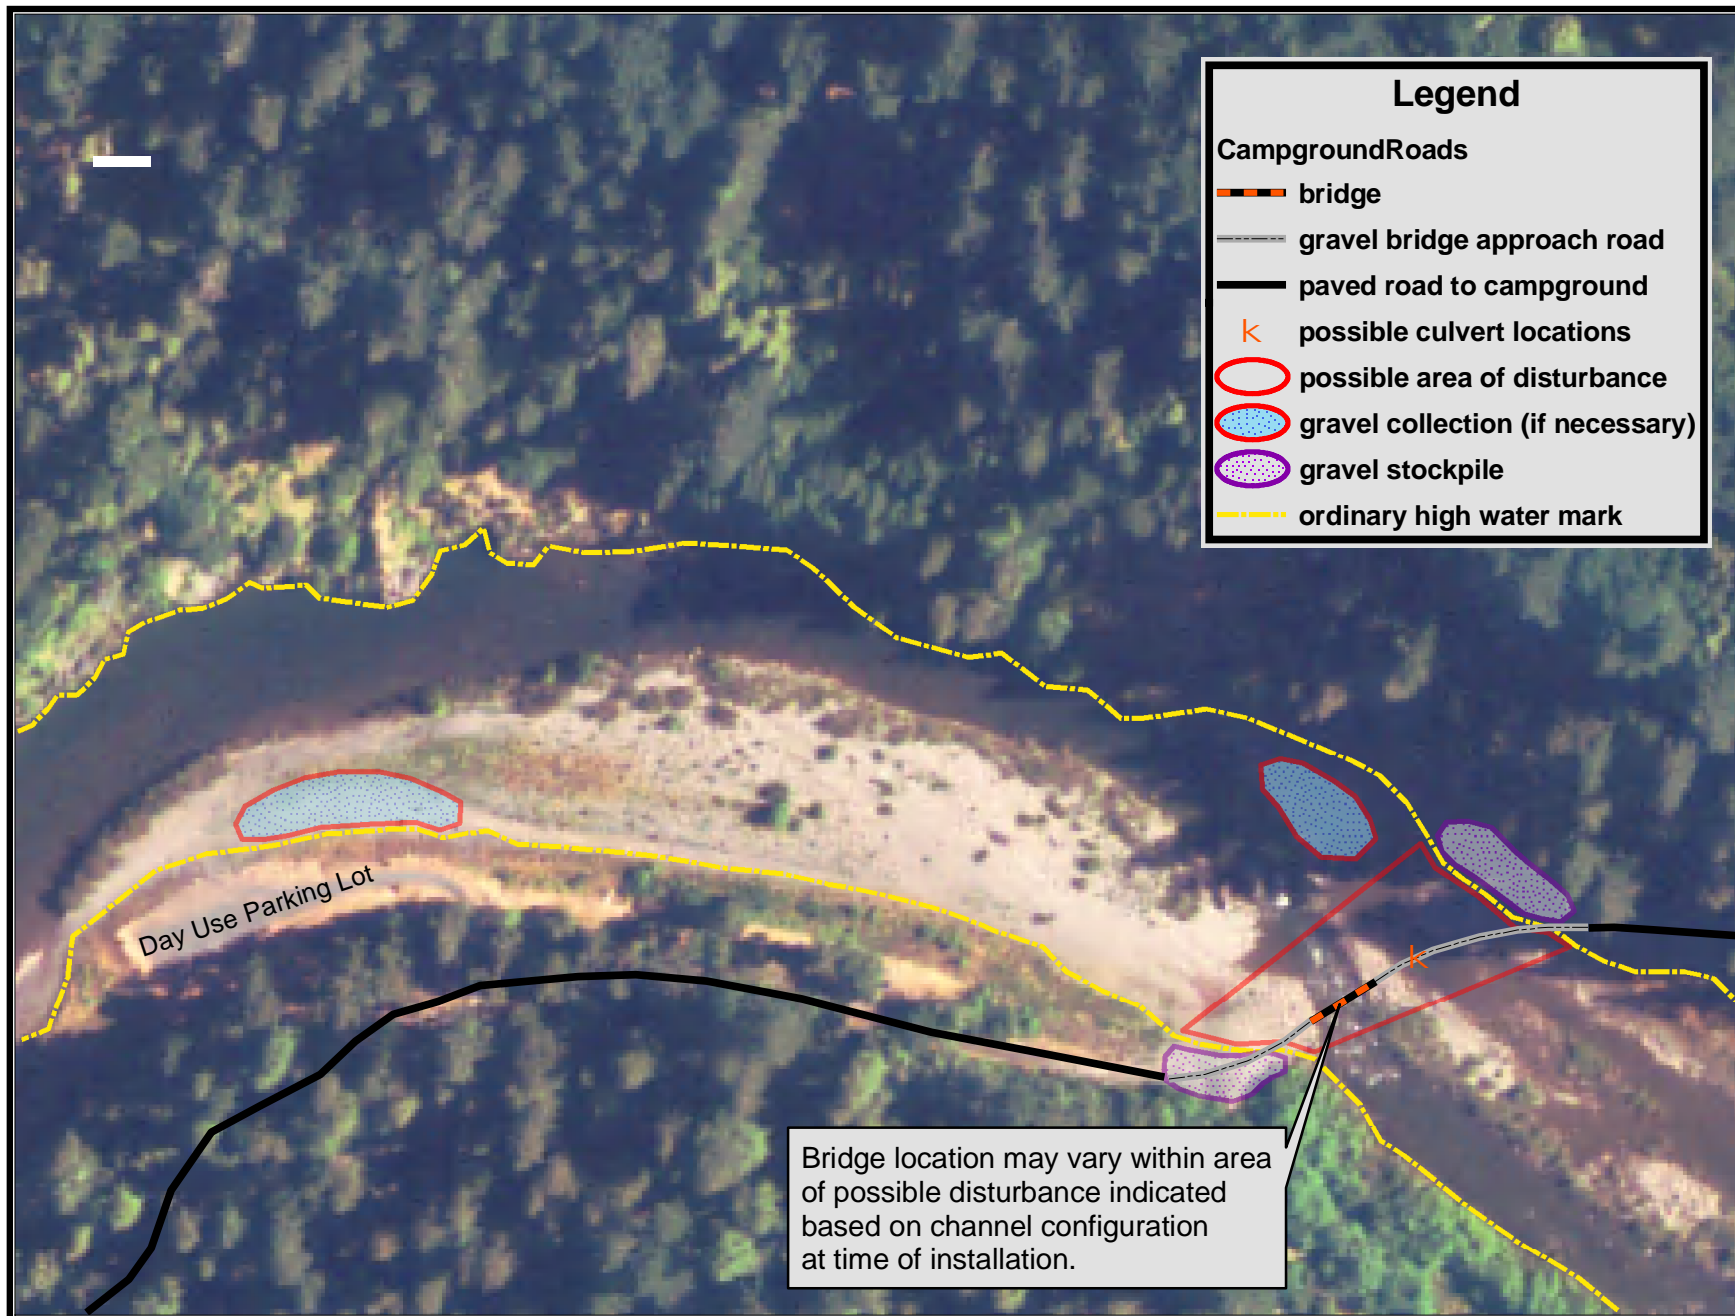 Legend
CampgroundRoads
bridge
gravel bridge approach road
paved road to campground
k possible culvert locations
possible area of disturbance
gravel collection (if necessary)
gravel stockpile
ordinary high water mark
Day Use Parking Lot
k
Bridge location may vary within area
of possible disturbance indicated
based on channel configuration
at time of installation.